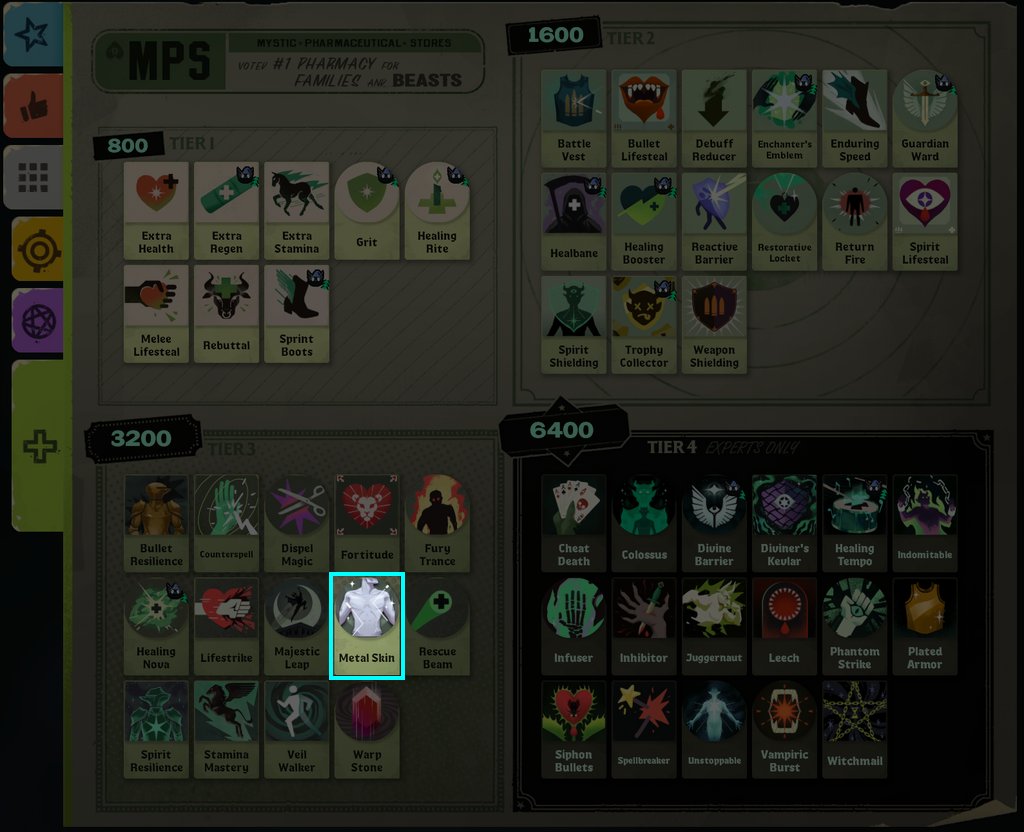 MPS
MYSTIC • PHARMACEUTICAL • STORES
VOTED #1 PHARMACY FOR
FAMILIES AND BEASTS
800 TIER 1
Extra
Health
Extra
Regen
Extra
Stamina
Grit
Healing
Rite
Melee
Lifesteal
Rebuttal
Sprint
Boots
1600 TIER 2
Battle
Vest
Bullet
Lifesteal
Debuff
Reducer
Enchanter's
Emblem
Enduring
Speed
Guardian
Ward
Healbane
Healing
Booster
Reactive
Barrier
Restorative
Locket
Return
Fire
Spirit
Lifesteal
Spirit
Shielding
Trophy
Collector
Weapon
Shielding
3200 TIER 3
Bullet
Resilience
Counterspell
Dispel
Magic
Fortitude
Fury
Trance
Healing
Nova
Lifestrike
Majestic
Leap
Metal Skin
Rescue
Beam
Spirit
Resilience
Stamina
Mastery
Veil
Walker
Warp
Stone
6400 TIER 4 EXPERTS ONLY
Cheat
Death
Colossus
Divine
Barrier
Diviner's
Kevlar
Healing
Tempo
Indomitable
Infuser
Inhibitor
Juggernaut
Leech
Phantom
Strike
Plated
Armor
Siphon
Bullets
Spellbreaker
Unstoppable
Vampiric
Burst
Witchmail